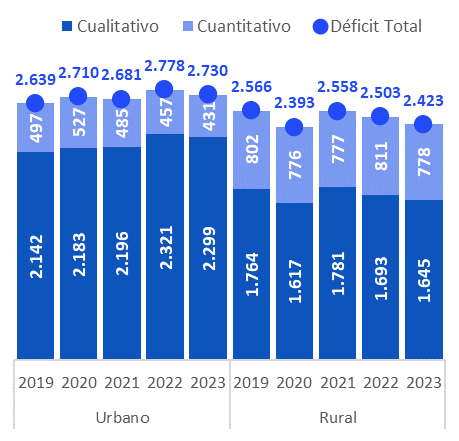 Cualitativo Cuantitativo Déficit Total
2.639 2.710 2.681 2.778 2.730 2.566 2.393 2.558 2.503 2.423
497 527 485 457 431 802 776 777 811 778
2.142 2.183 2.196 2.321 2.299 1.764 1.617 1.781 1.693 1.645
2019 2020 2021 2022 2023 2019 2020 2021 2022 2023
Urbano Rural